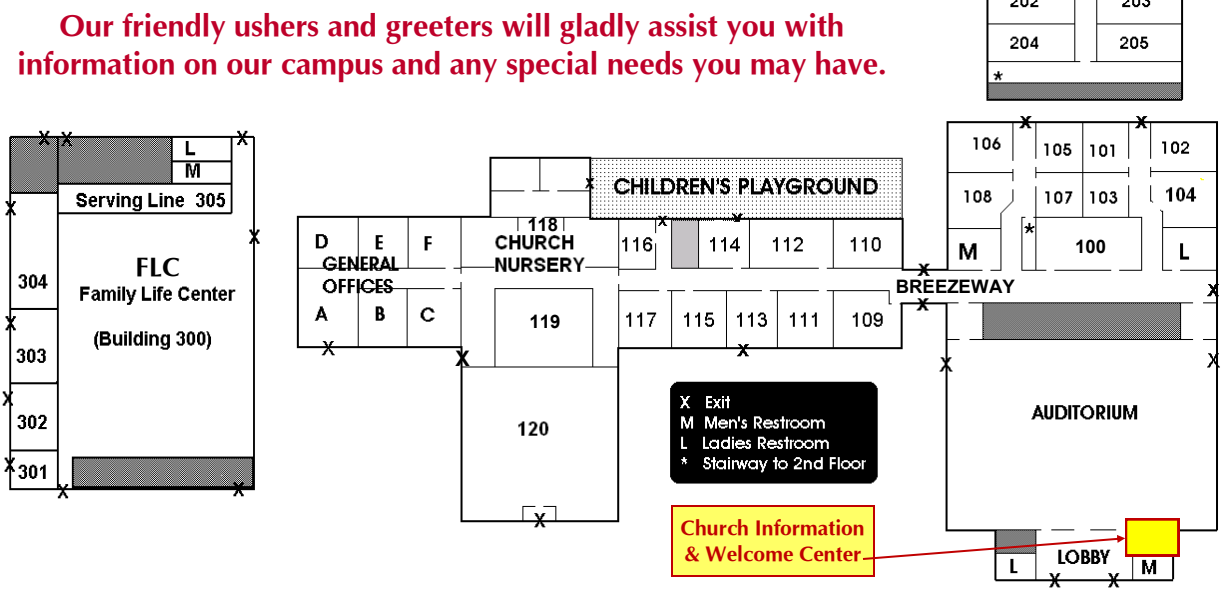 Our friendly ushers and greeters will gladly assist you with
information on our campus and any special needs you may have.
202 203
204 205
*
X X X
L
M
Serving Line 305
X
X
FLC
Family Life Center
(Building 300)
304
X
303
X
302
X
301
X X
CHILDREN'S PLAYGROUND
X
X X
118
D E F
GENERAL
OFFICES
A B C
X
CHURCH
NURSERY
116 114 112 110
119
117 115 113 111 109
X
X
120
X
X
BREEZEWAY
X
X X
106 105 101 102
108 107 103 104
*
M 100 L
X
X
X
AUDITORIUM
X Exit
M Men's Restroom
L Ladies Restroom
* Stairway to 2nd Floor
Church Information
& Welcome Center
LOBBY
L M
X X